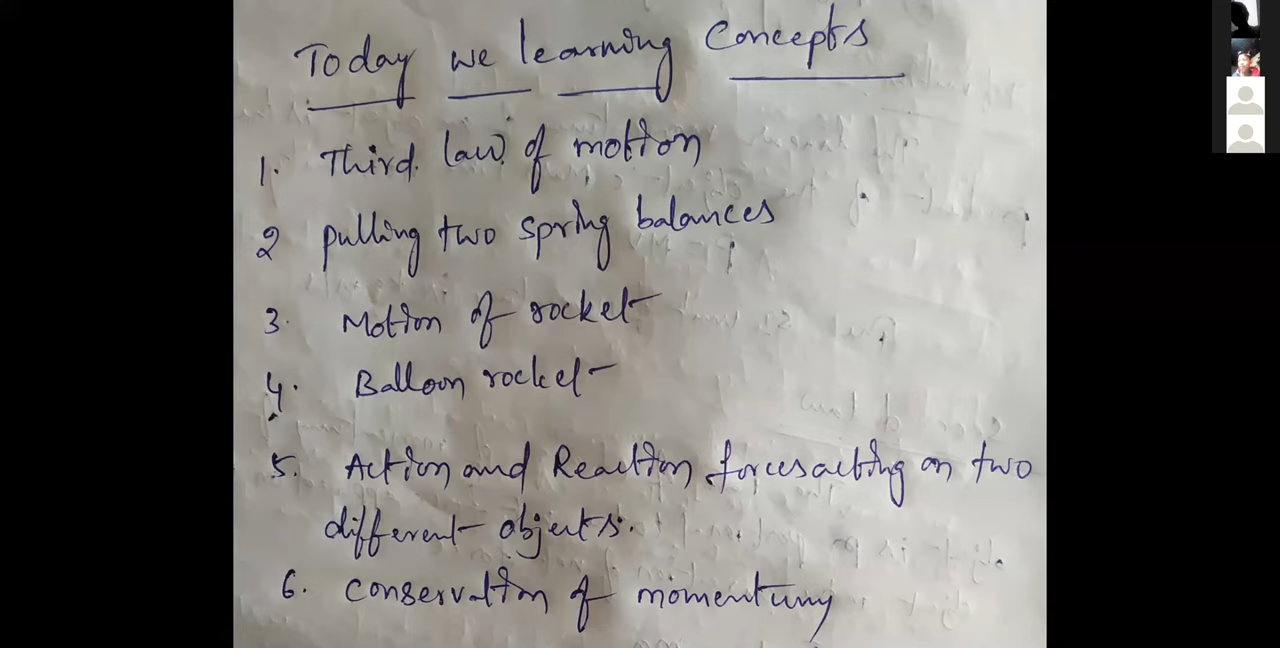 Today we learning Concepts
1. Third law of motion
2 pulling two spring balances
3. Motion of rocket
4. Balloon rocket
5. Action and Reaction forces acting on two
different objects.
6. Conservation of momentum